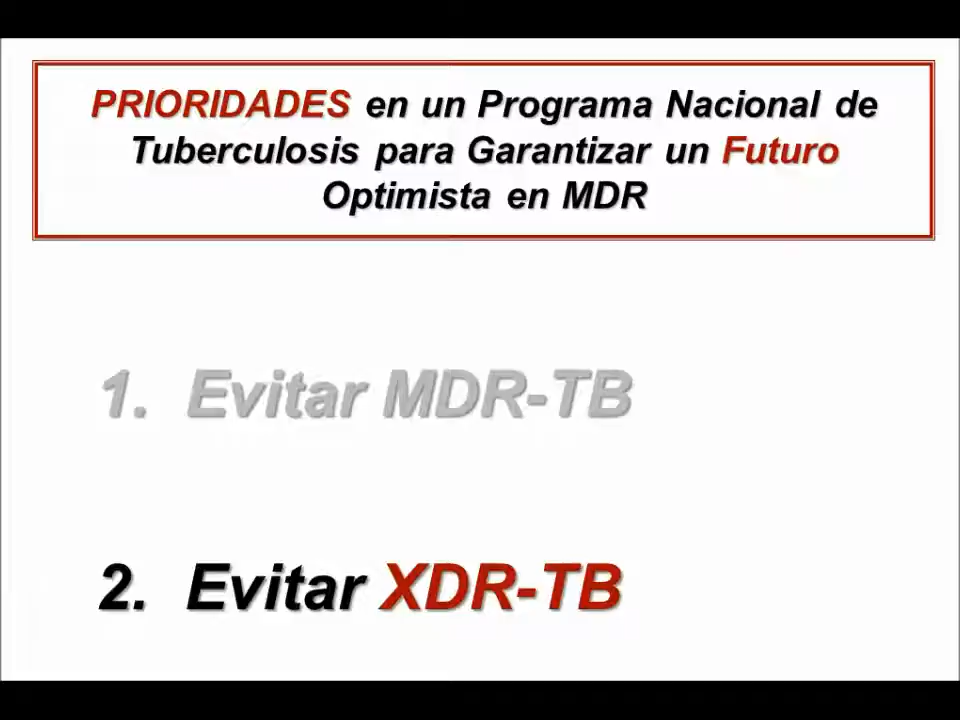 PRIORIDADES en un Programa Nacional de
Tuberculosis para Garantizar un Futuro
Optimista en MDR
1. Evitar MDR-TB
2. Evitar XDR-TB